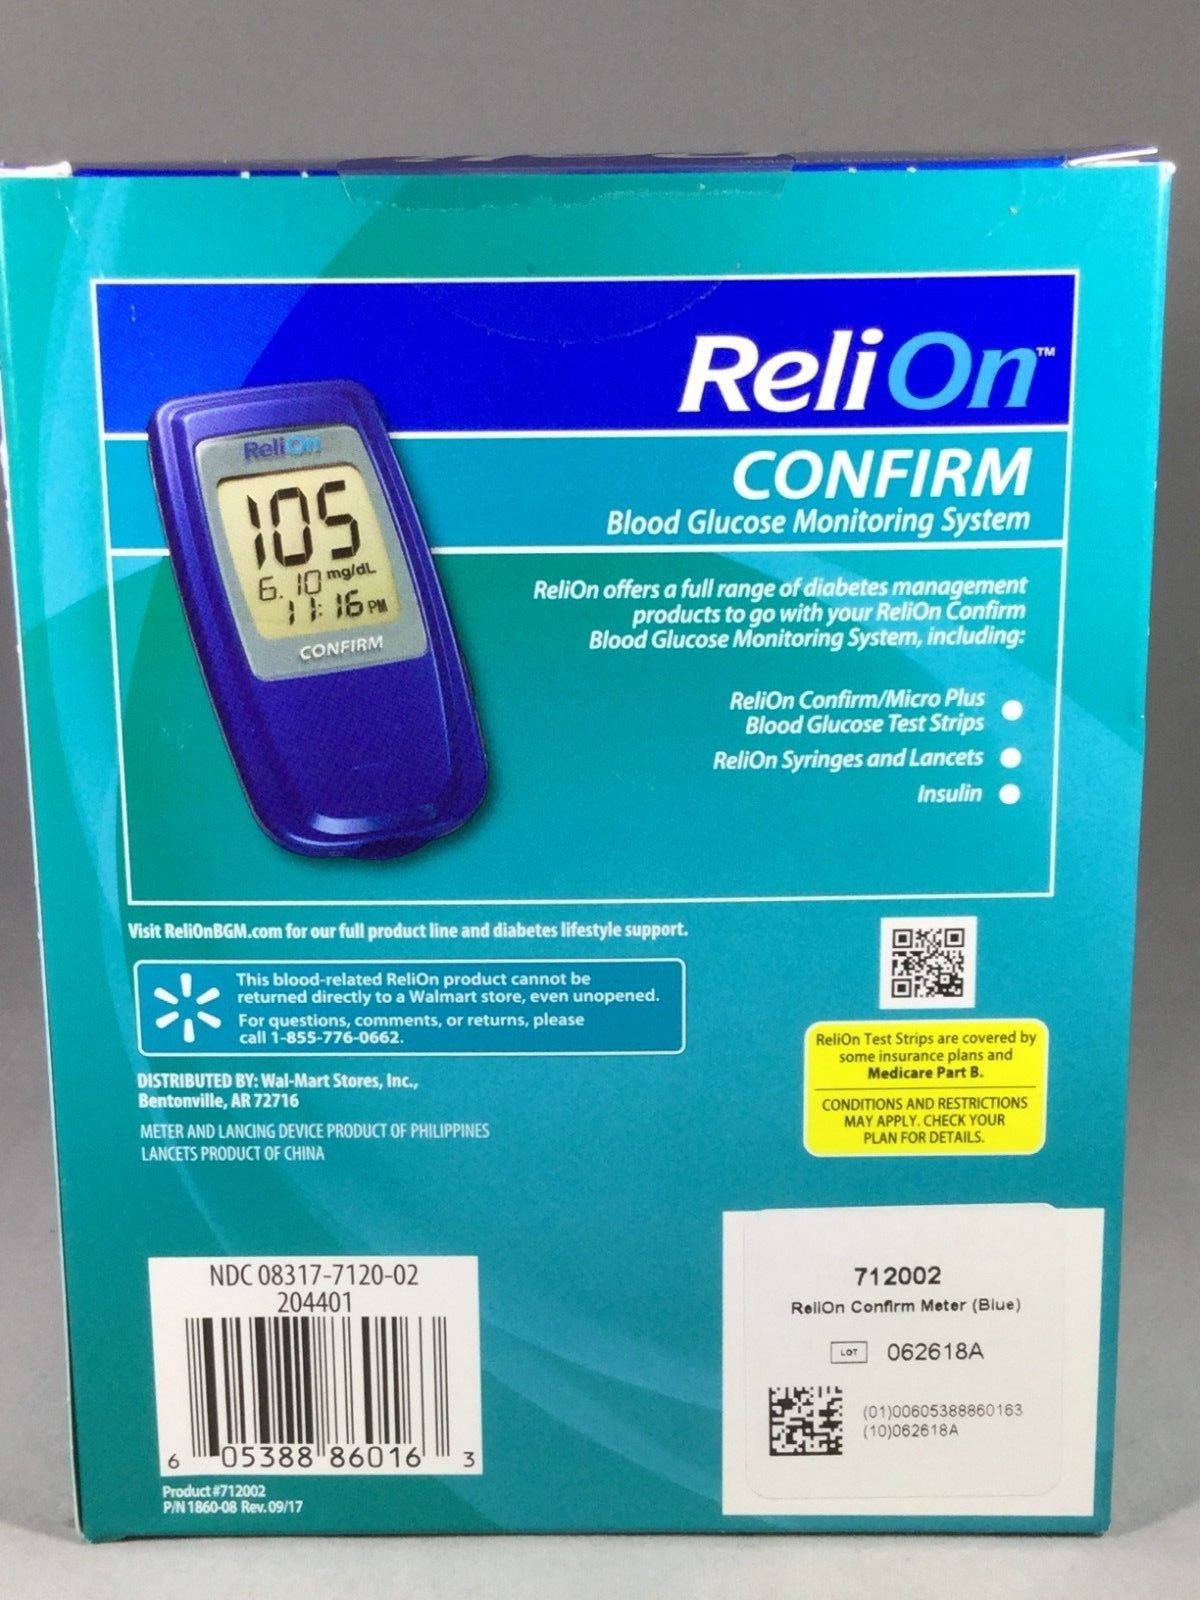 ReliOn™
CONFIRM
Blood Glucose Monitoring System
ReliOn
105
mg/dL
6. 10
11:16 PM
CONFIRM
ReliOn offers a full range of diabetes management
products to go with your ReliOn Confirm
Blood Glucose Monitoring System, including:
ReliOn Confirm/Micro Plus
Blood Glucose Test Strips
ReliOn Syringes and Lancets
Insulin
Visit ReliOnBGM.com for our full product line and diabetes lifestyle support.
This blood-related ReliOn product cannot be
returned directly to a Walmart store, even unopened.
For questions, comments, or returns, please
call 1-855-776-0662.
ReliOn Test Strips are covered by
some insurance plans and
Medicare Part B.
CONDITIONS AND RESTRICTIONS
MAY APPLY. CHECK YOUR
PLAN FOR DETAILS.
DISTRIBUTED BY: Wal-Mart Stores, Inc.,
Bentonville, AR 72716
METER AND LANCING DEVICE PRODUCT OF PHILIPPINES
LANCETS PRODUCT OF CHINA
NDC 08317-7120-02
204401
6 05388 86016 3
Product #712002
P/N 1860-08 Rev. 09/17
712002
ReliOn Confirm Meter (Blue)
LOT 062618A
(01)00605388860163
(10)062618A